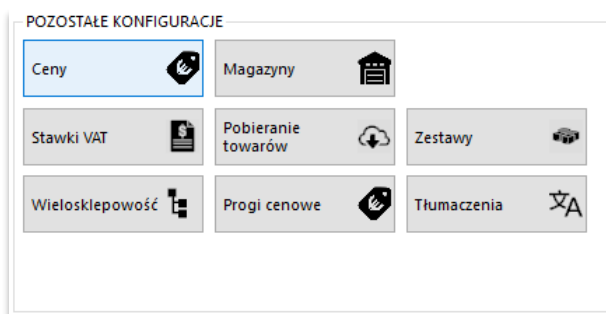 POZOSTAŁE KONFIGURACJE
Ceny
Magazyny
Stawki VAT
Pobieranie
towarów
Zestawy
Wielosklepowość
Progi cenowe
Tłumaczenia